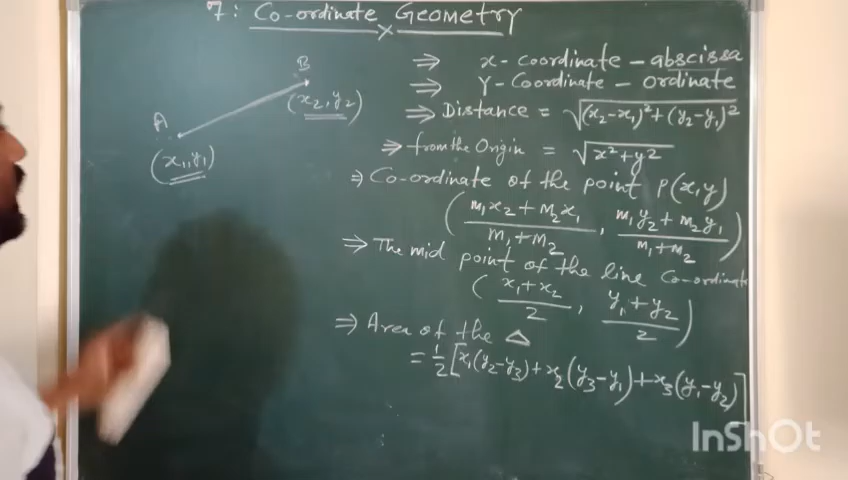 7: Co-ordinate Geometry
B
(x₂, y₂)
A
(x₁, y₁)
⇒ x-coordinate - abscissa
⇒ Y-Coordinate - ordinate
⇒ Distance = √(x₂-x₁)² + (y₂-y₁)²
⇒ from the Origin = √x² + y²
⇒ Co-ordinate of the point P(x,y)
(m₁x₂ + m₂x₁ / m₁ + m₂ , m₁y₂ + m₂y₁ / m₁ + m₂)
⇒ The mid point of the line Co-ordinate
(x₁ + x₂ / 2 , y₁ + y₂ / 2)
⇒ Area of the △
= 1/2 [x₁(y₂-y₃) + x₂(y₃-y₁) + x₃(y₁-y₂)]
InShOt